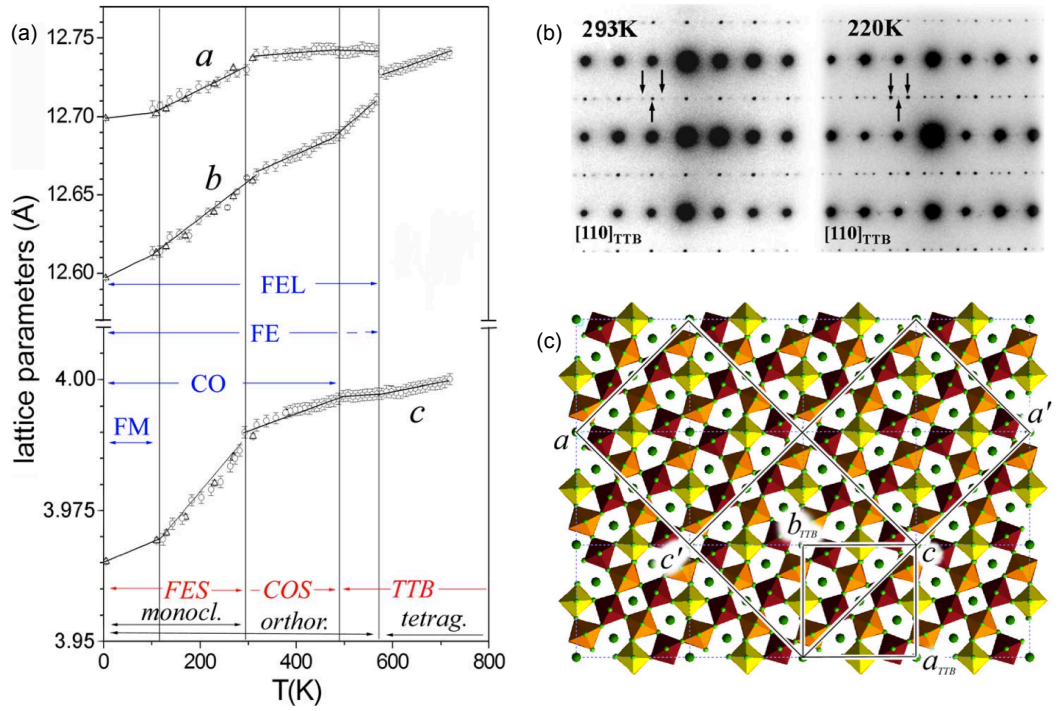 (a)
12.75
12.70
12.65
12.60
4.00
3.975
3.95
lattice parameters (Å)
a
b
c
FEL
FE
CO
FM
FES
COS
TTB
monocl.
orthor.
tetrag.
0
200
400
600
800
T(K)
(b)
293K
220K
[110]TTB
[110]TTB
(c)
a
a'
bTTB
c'
c
aTTB